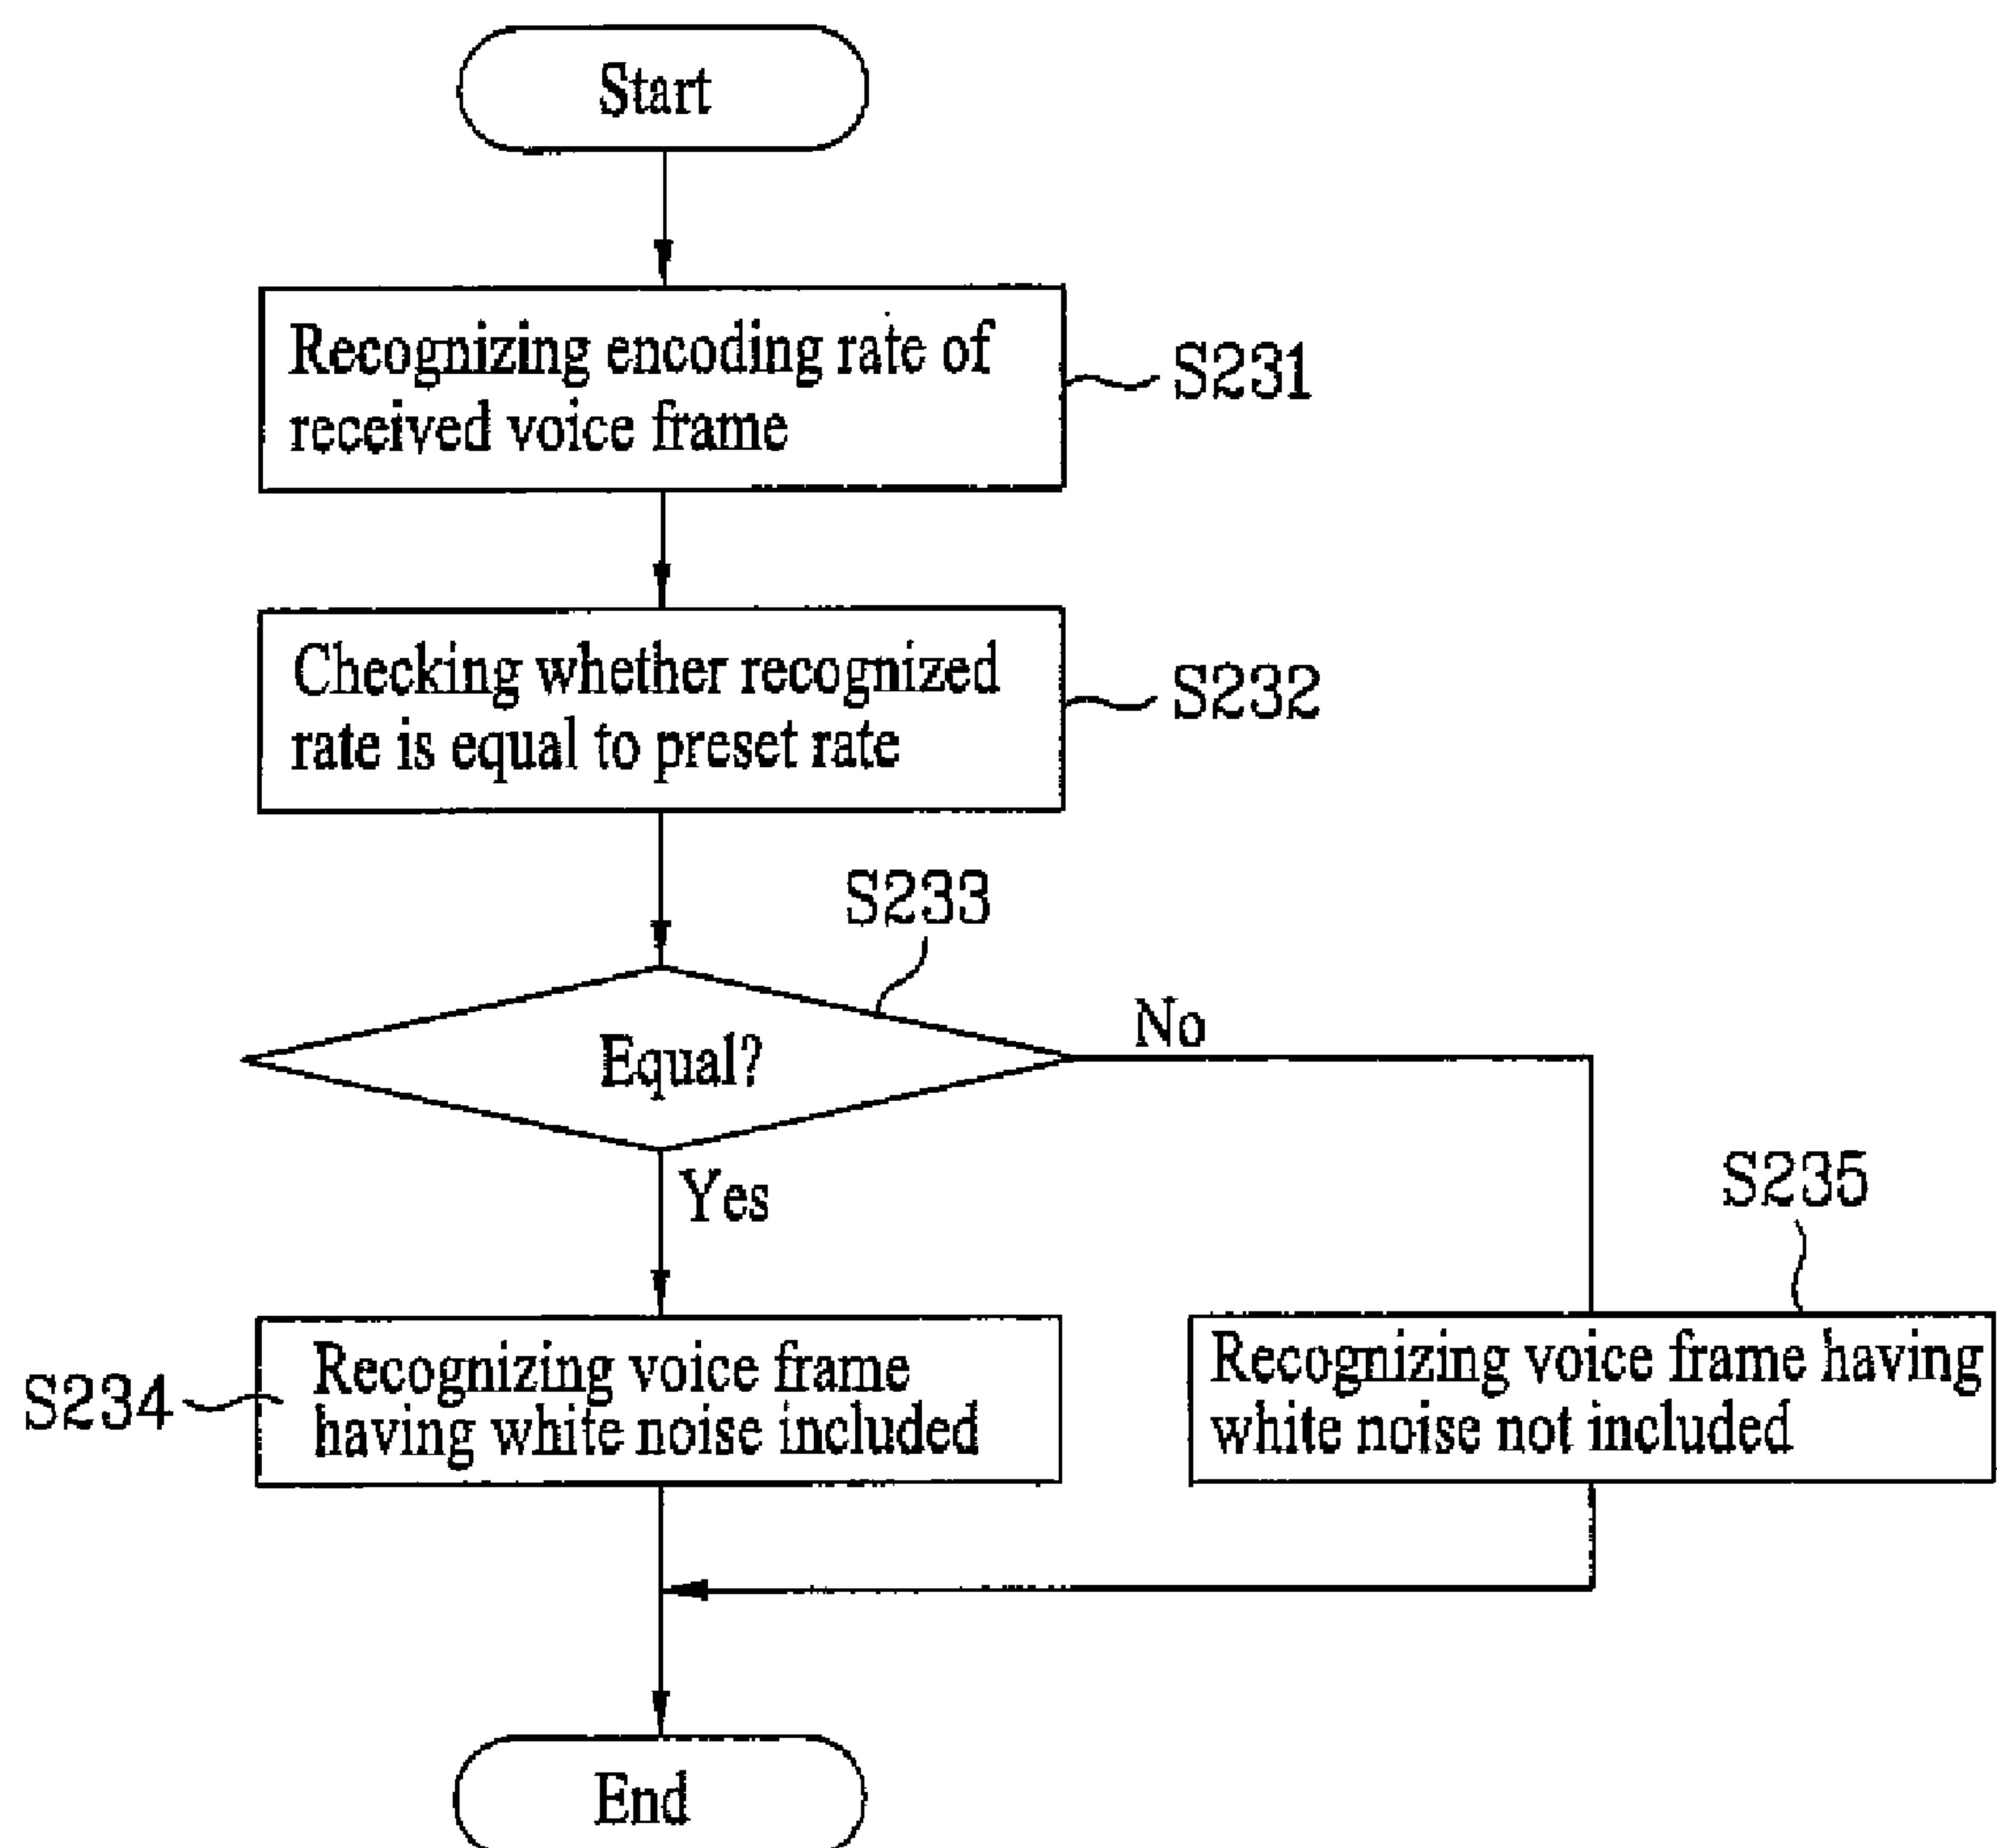 Start
Recognizing encoding rate of
received voice frame
S231
Checking whether recognized
rate is equal to preset rate
S232
S233
Equal?
No
Yes
S235
S234
Recognizing voice frame
having white noise included
Recognizing voice frame having
white noise not included
End